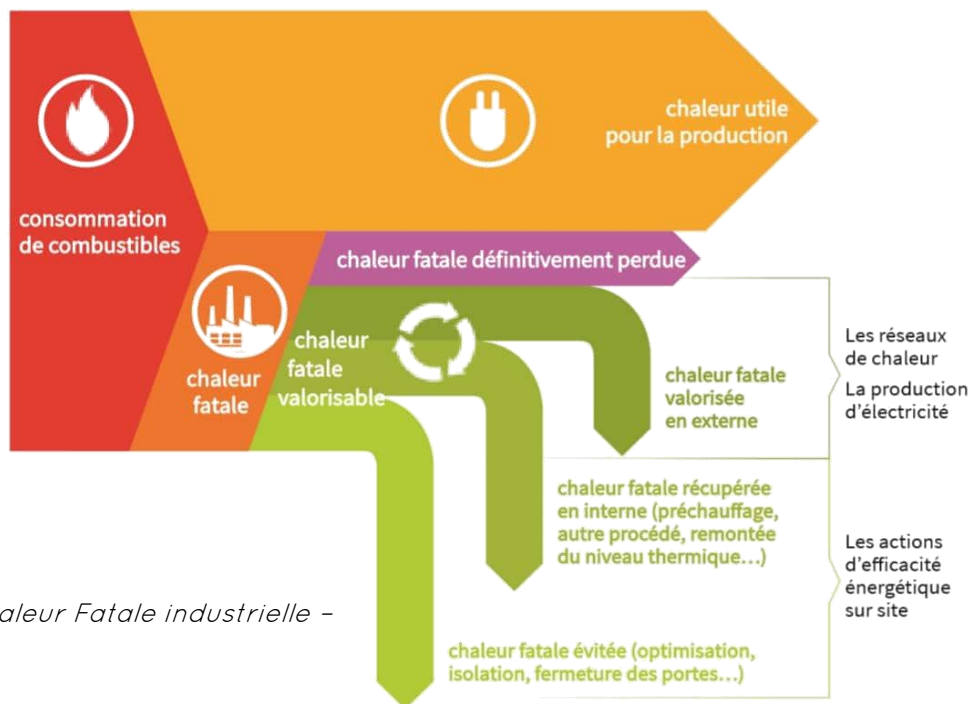 chaleur utile
pour la production
consommation
de combustibles
chaleur fatale définitivement perdue
chaleur
fatale
chaleur
fatale
valorisable
chaleur fatale
valorisée
en externe
Les réseaux
de chaleur
La production
d'électricité
chaleur fatale récupérée
en interne (préchauffage,
autre procédé, remontée
du niveau thermique...)
Les actions
d'efficacité
énergétique
sur site
aleur Fatale industrielle –
chaleur fatale évitée (optimisation,
isolation, fermeture des portes...)